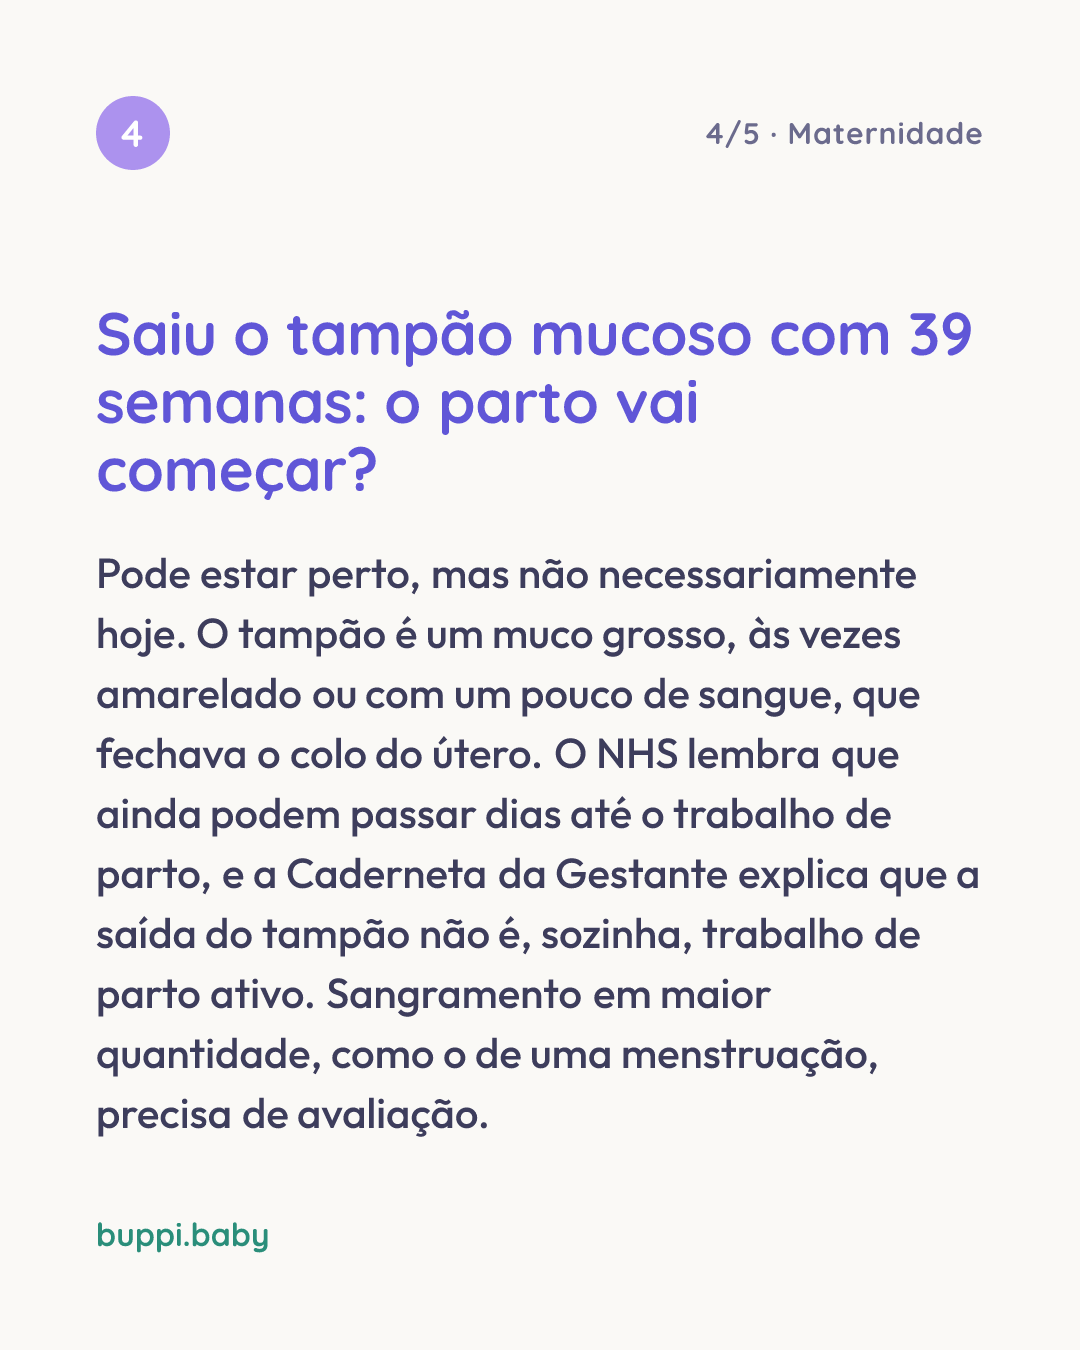 4
4/5 · Maternidade
Saiu o tampão mucoso com 39
semanas: o parto vai
começar?
Pode estar perto, mas não necessariamente
hoje. O tampão é um muco grosso, às vezes
amarelado ou com um pouco de sangue, que
fechava o colo do útero. O NHS lembra que
ainda podem passar dias até o trabalho de
parto, e a Caderneta da Gestante explica que a
saída do tampão não é, sozinha, trabalho de
parto ativo. Sangramento em maior
quantidade, como o de uma menstruação,
precisa de avaliação.
buppi.baby